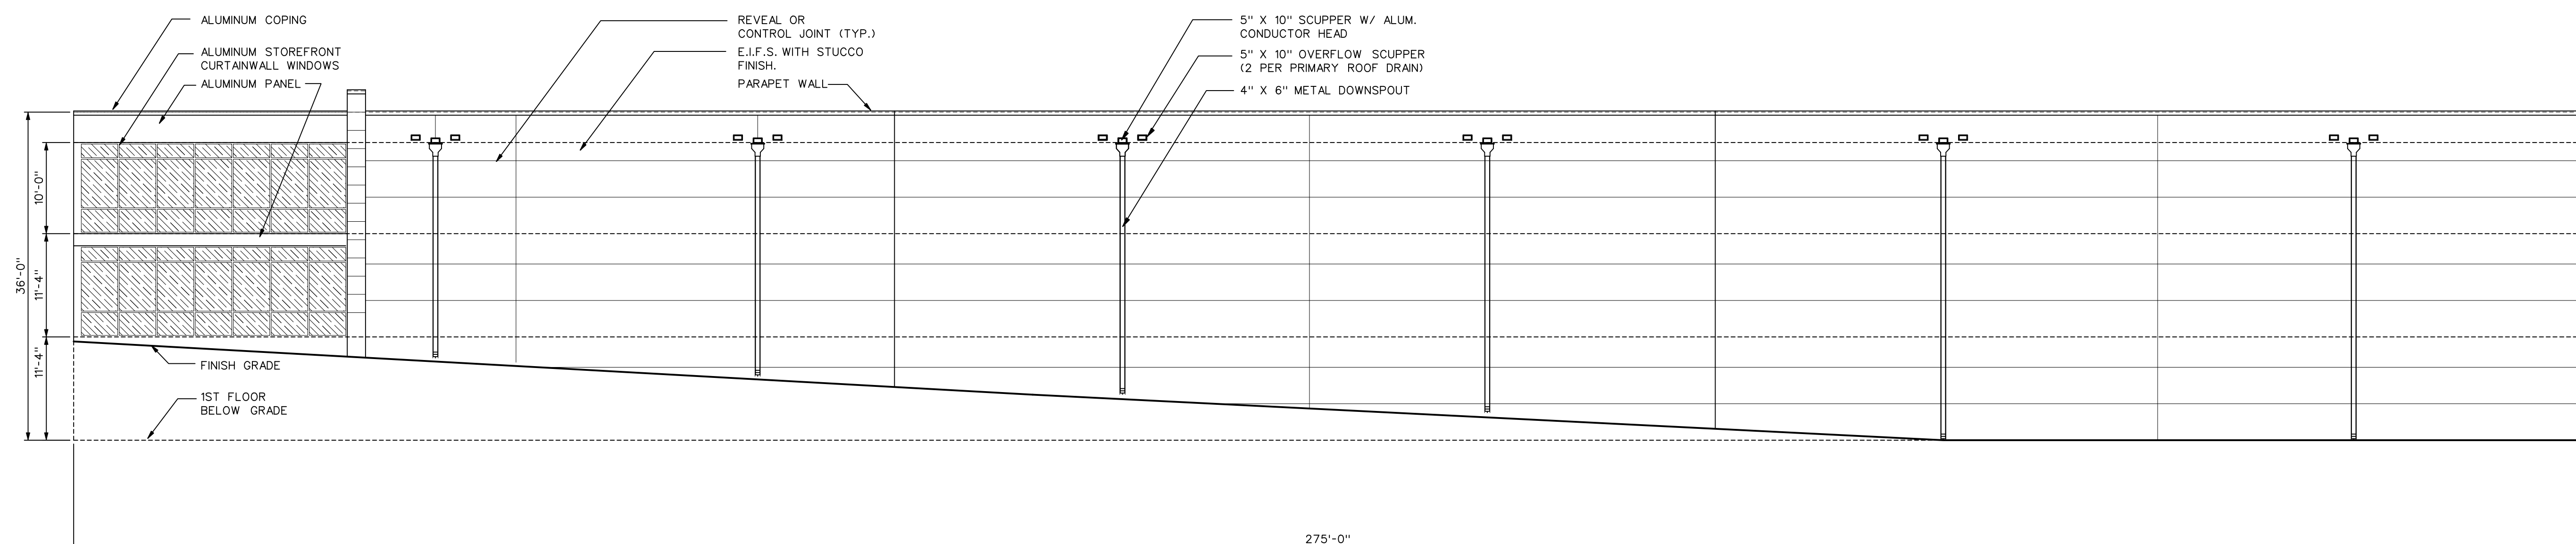 ALUMINUM COPING
ALUMINUM STOREFRONT
CURTAINWALL WINDOWS
ALUMINUM PANEL
REVEAL OR
CONTROL JOINT (TYP.)
E.I.F.S. WITH STUCCO
FINISH.
PARAPET WALL
5" X 10" SCUPPER W/ ALUM.
CONDUCTOR HEAD
5" X 10" OVERFLOW SCUPPER
(2 PER PRIMARY ROOF DRAIN)
4" X 6" METAL DOWNSPOUT
10'-0"
11'-4"
36'-0"
11'-4"
FINISH GRADE
1ST FLOOR
BELOW GRADE
275'-0"